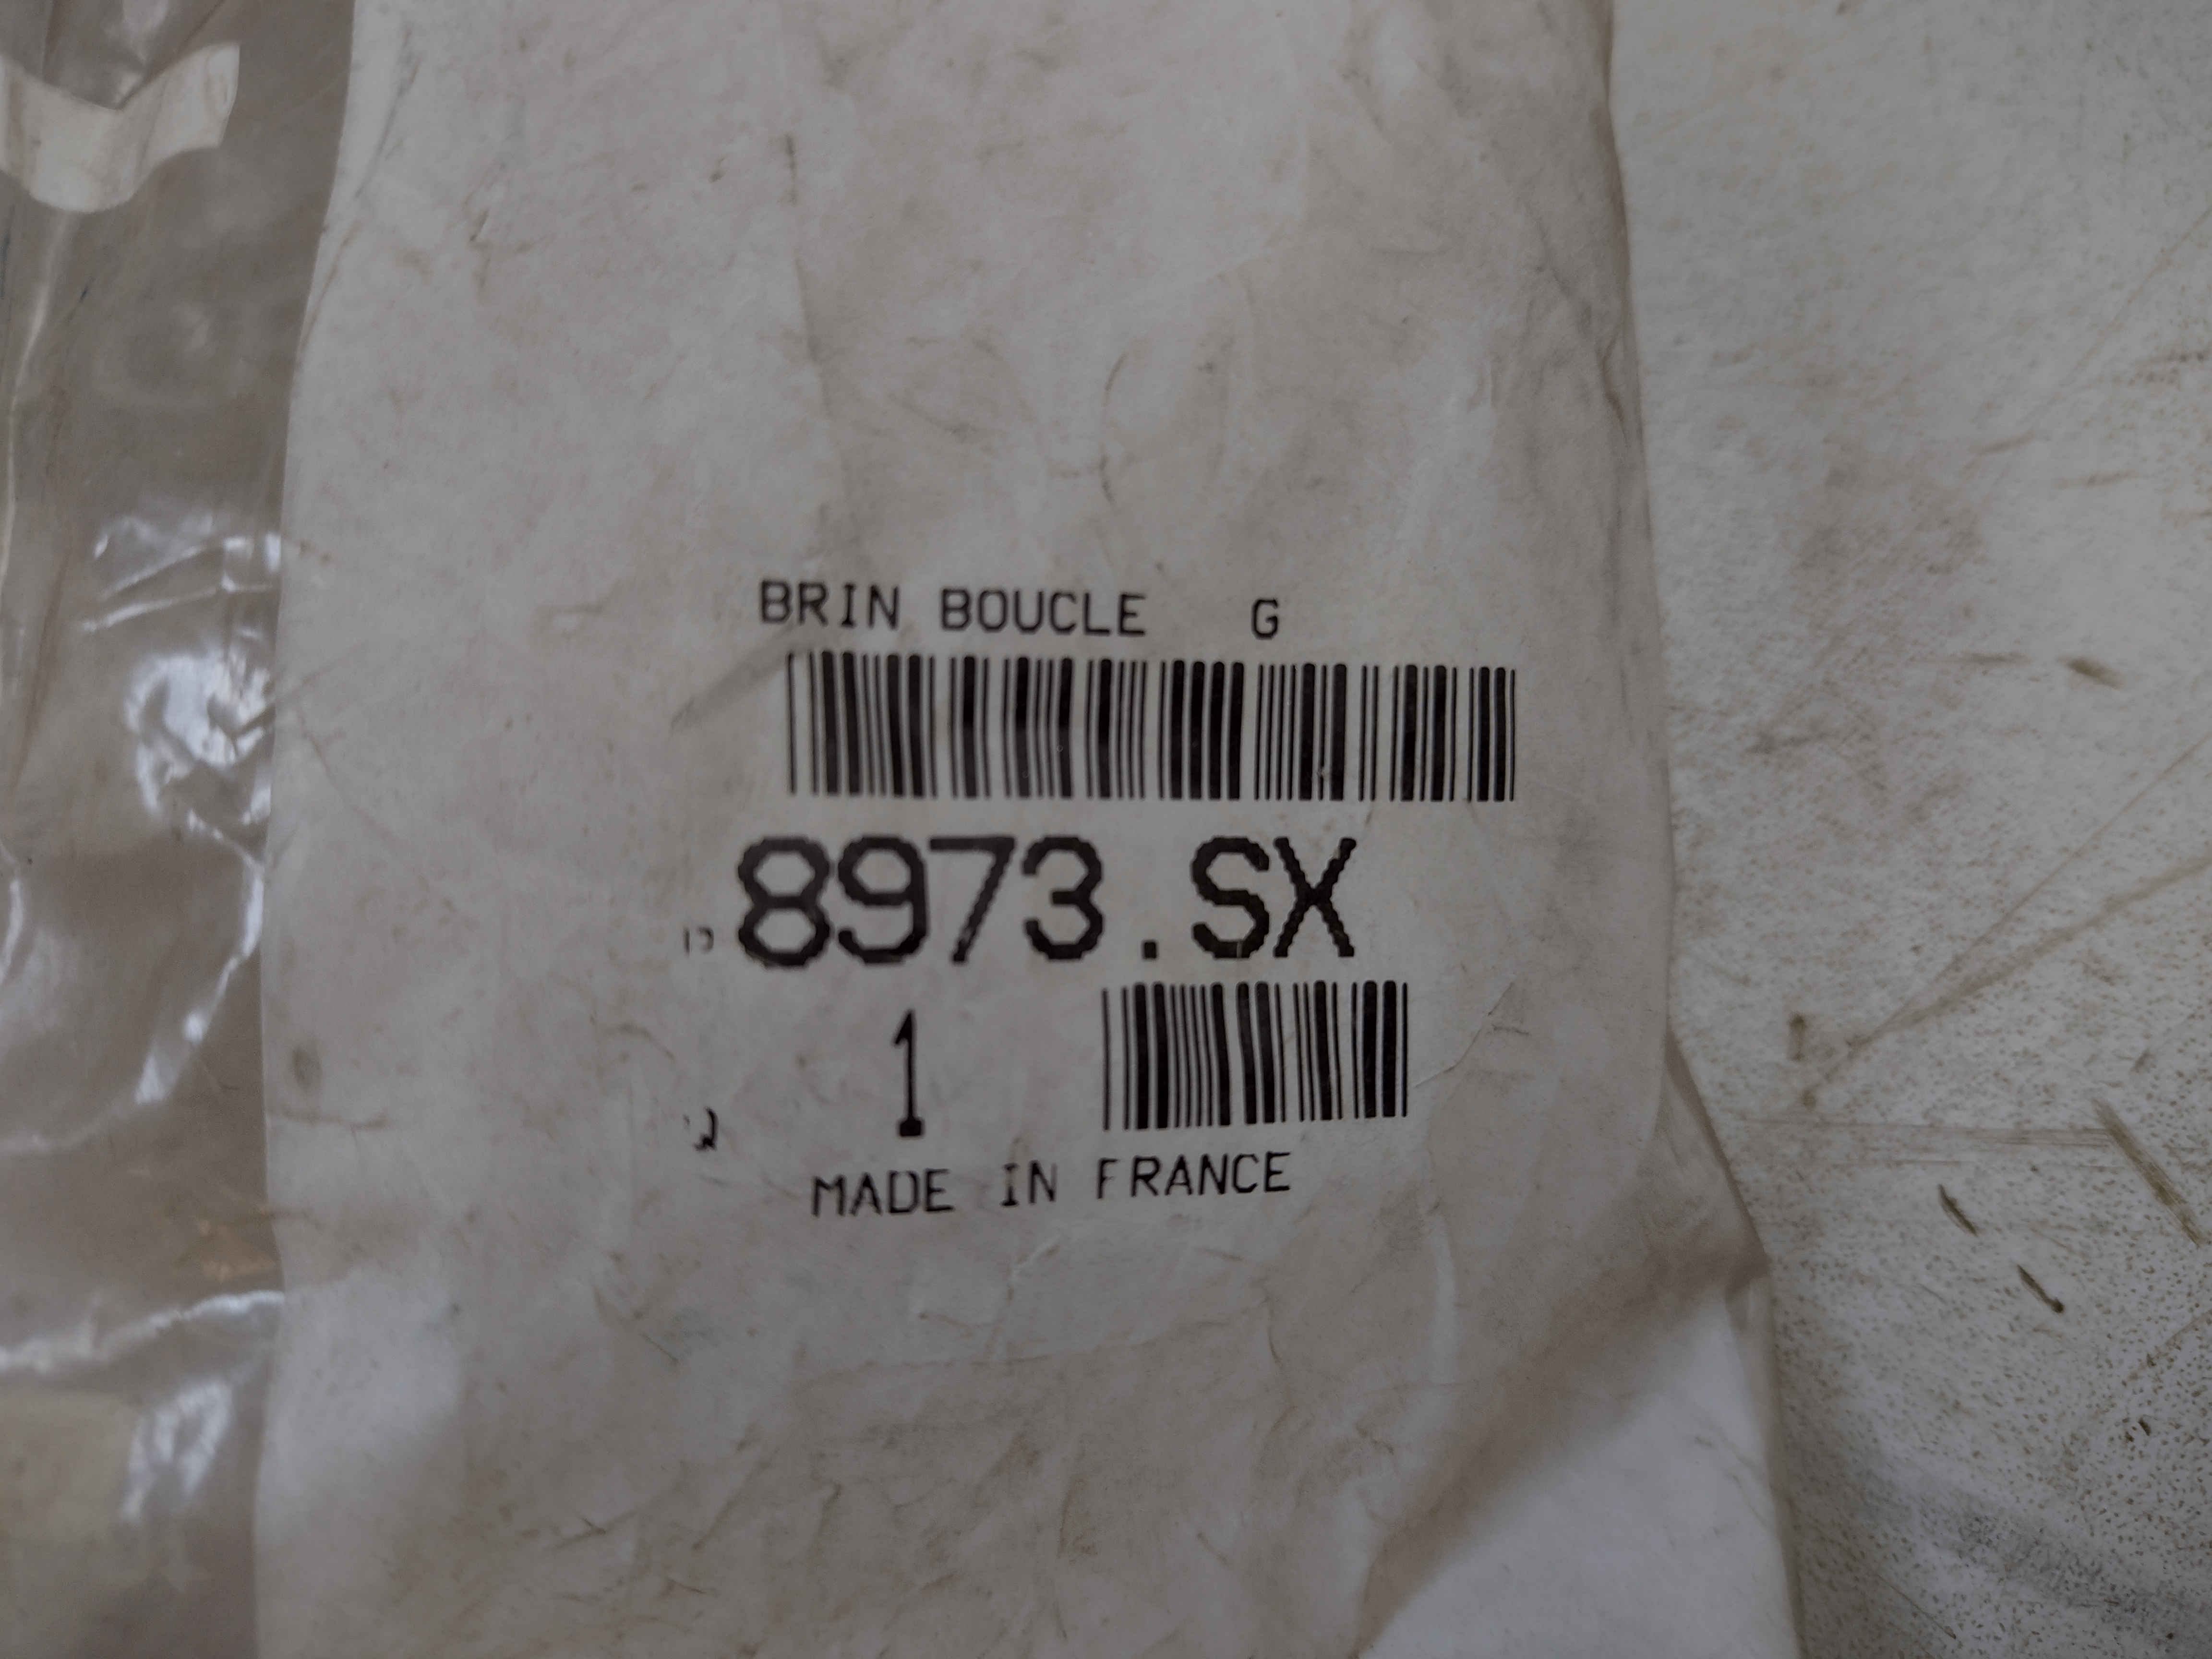 BRIN BOUCLE G
P 8973.SX
Q 1
MADE IN FRANCE